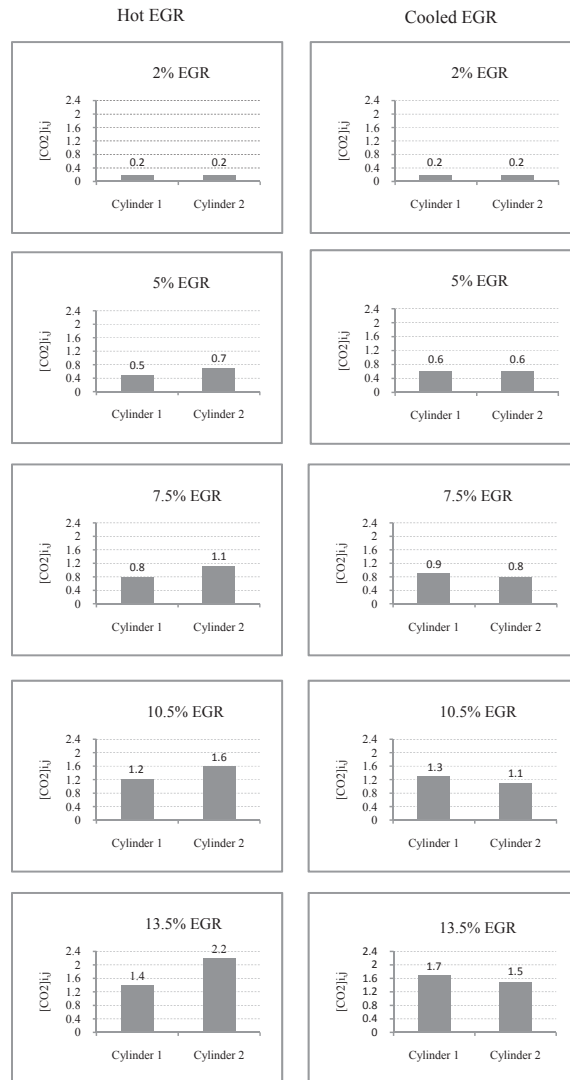 Hot EGR
Cooled EGR
2% EGR
[CO2]i,j
2.4
2
1.6
1.2
0.8
0.4
0
0.2
0.2
Cylinder 1
Cylinder 2
2% EGR
[CO2]i,j
2.4
2
1.6
1.2
0.8
0.4
0
0.2
0.2
Cylinder 1
Cylinder 2
5% EGR
[CO2]i,j
2.4
2
1.6
1.2
0.8
0.4
0
0.5
0.7
Cylinder 1
Cylinder 2
5% EGR
[CO2]i,j
2.4
2
1.6
1.2
0.8
0.4
0
0.6
0.6
Cylinder 1
Cylinder 2
7.5% EGR
[CO2]i,j
2.4
2
1.6
1.2
0.8
0.4
0
0.8
1.1
Cylinder 1
Cylinder 2
7.5% EGR
[CO2]i,j
2.4
2
1.6
1.2
0.8
0.4
0
0.9
0.8
Cylinder 1
Cylinder 2
10.5% EGR
[CO2]i,j
2.4
2
1.6
1.2
0.8
0.4
0
1.2
1.6
Cylinder 1
Cylinder 2
10.5% EGR
[CO2]i,j
2.4
2
1.6
1.2
0.8
0.4
0
1.3
1.1
Cylinder 1
Cylinder 2
13.5% EGR
[CO2]i,j
2.4
2
1.6
1.2
0.8
0.4
0
1.4
2.2
Cylinder 1
Cylinder 2
13.5% EGR
[CO2]i,j
2.4
2
1.6
1.2
0.8
0.4
0
1.7
1.5
Cylinder 1
Cylinder 2